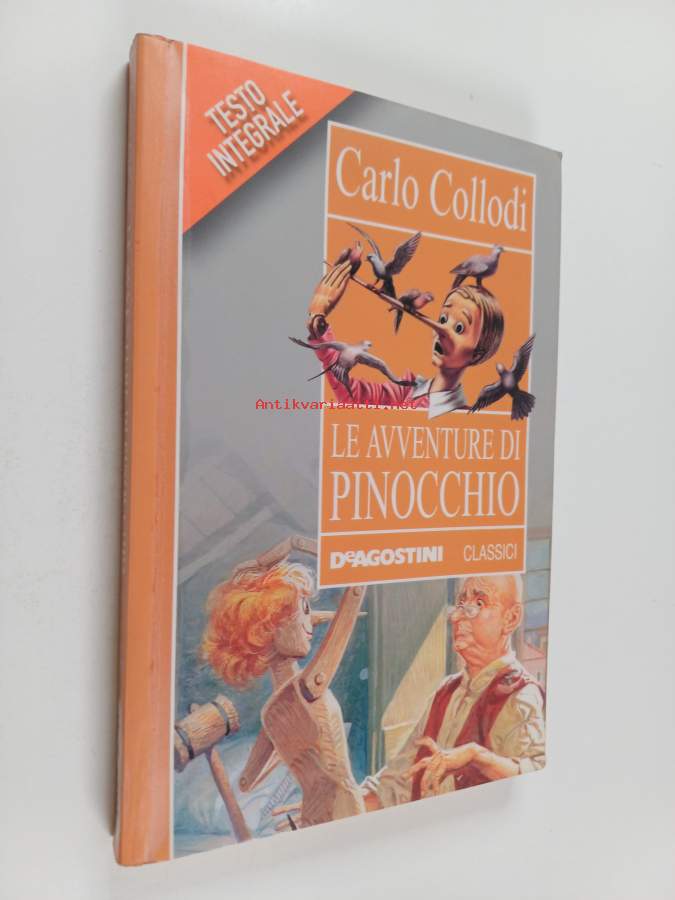 TESTO
INTEGRALE
Carlo Collodi
Antikvariaatti.net
LE AVVENTURE DI
PINOCCHIO
DeAGOSTINI CLASSICI